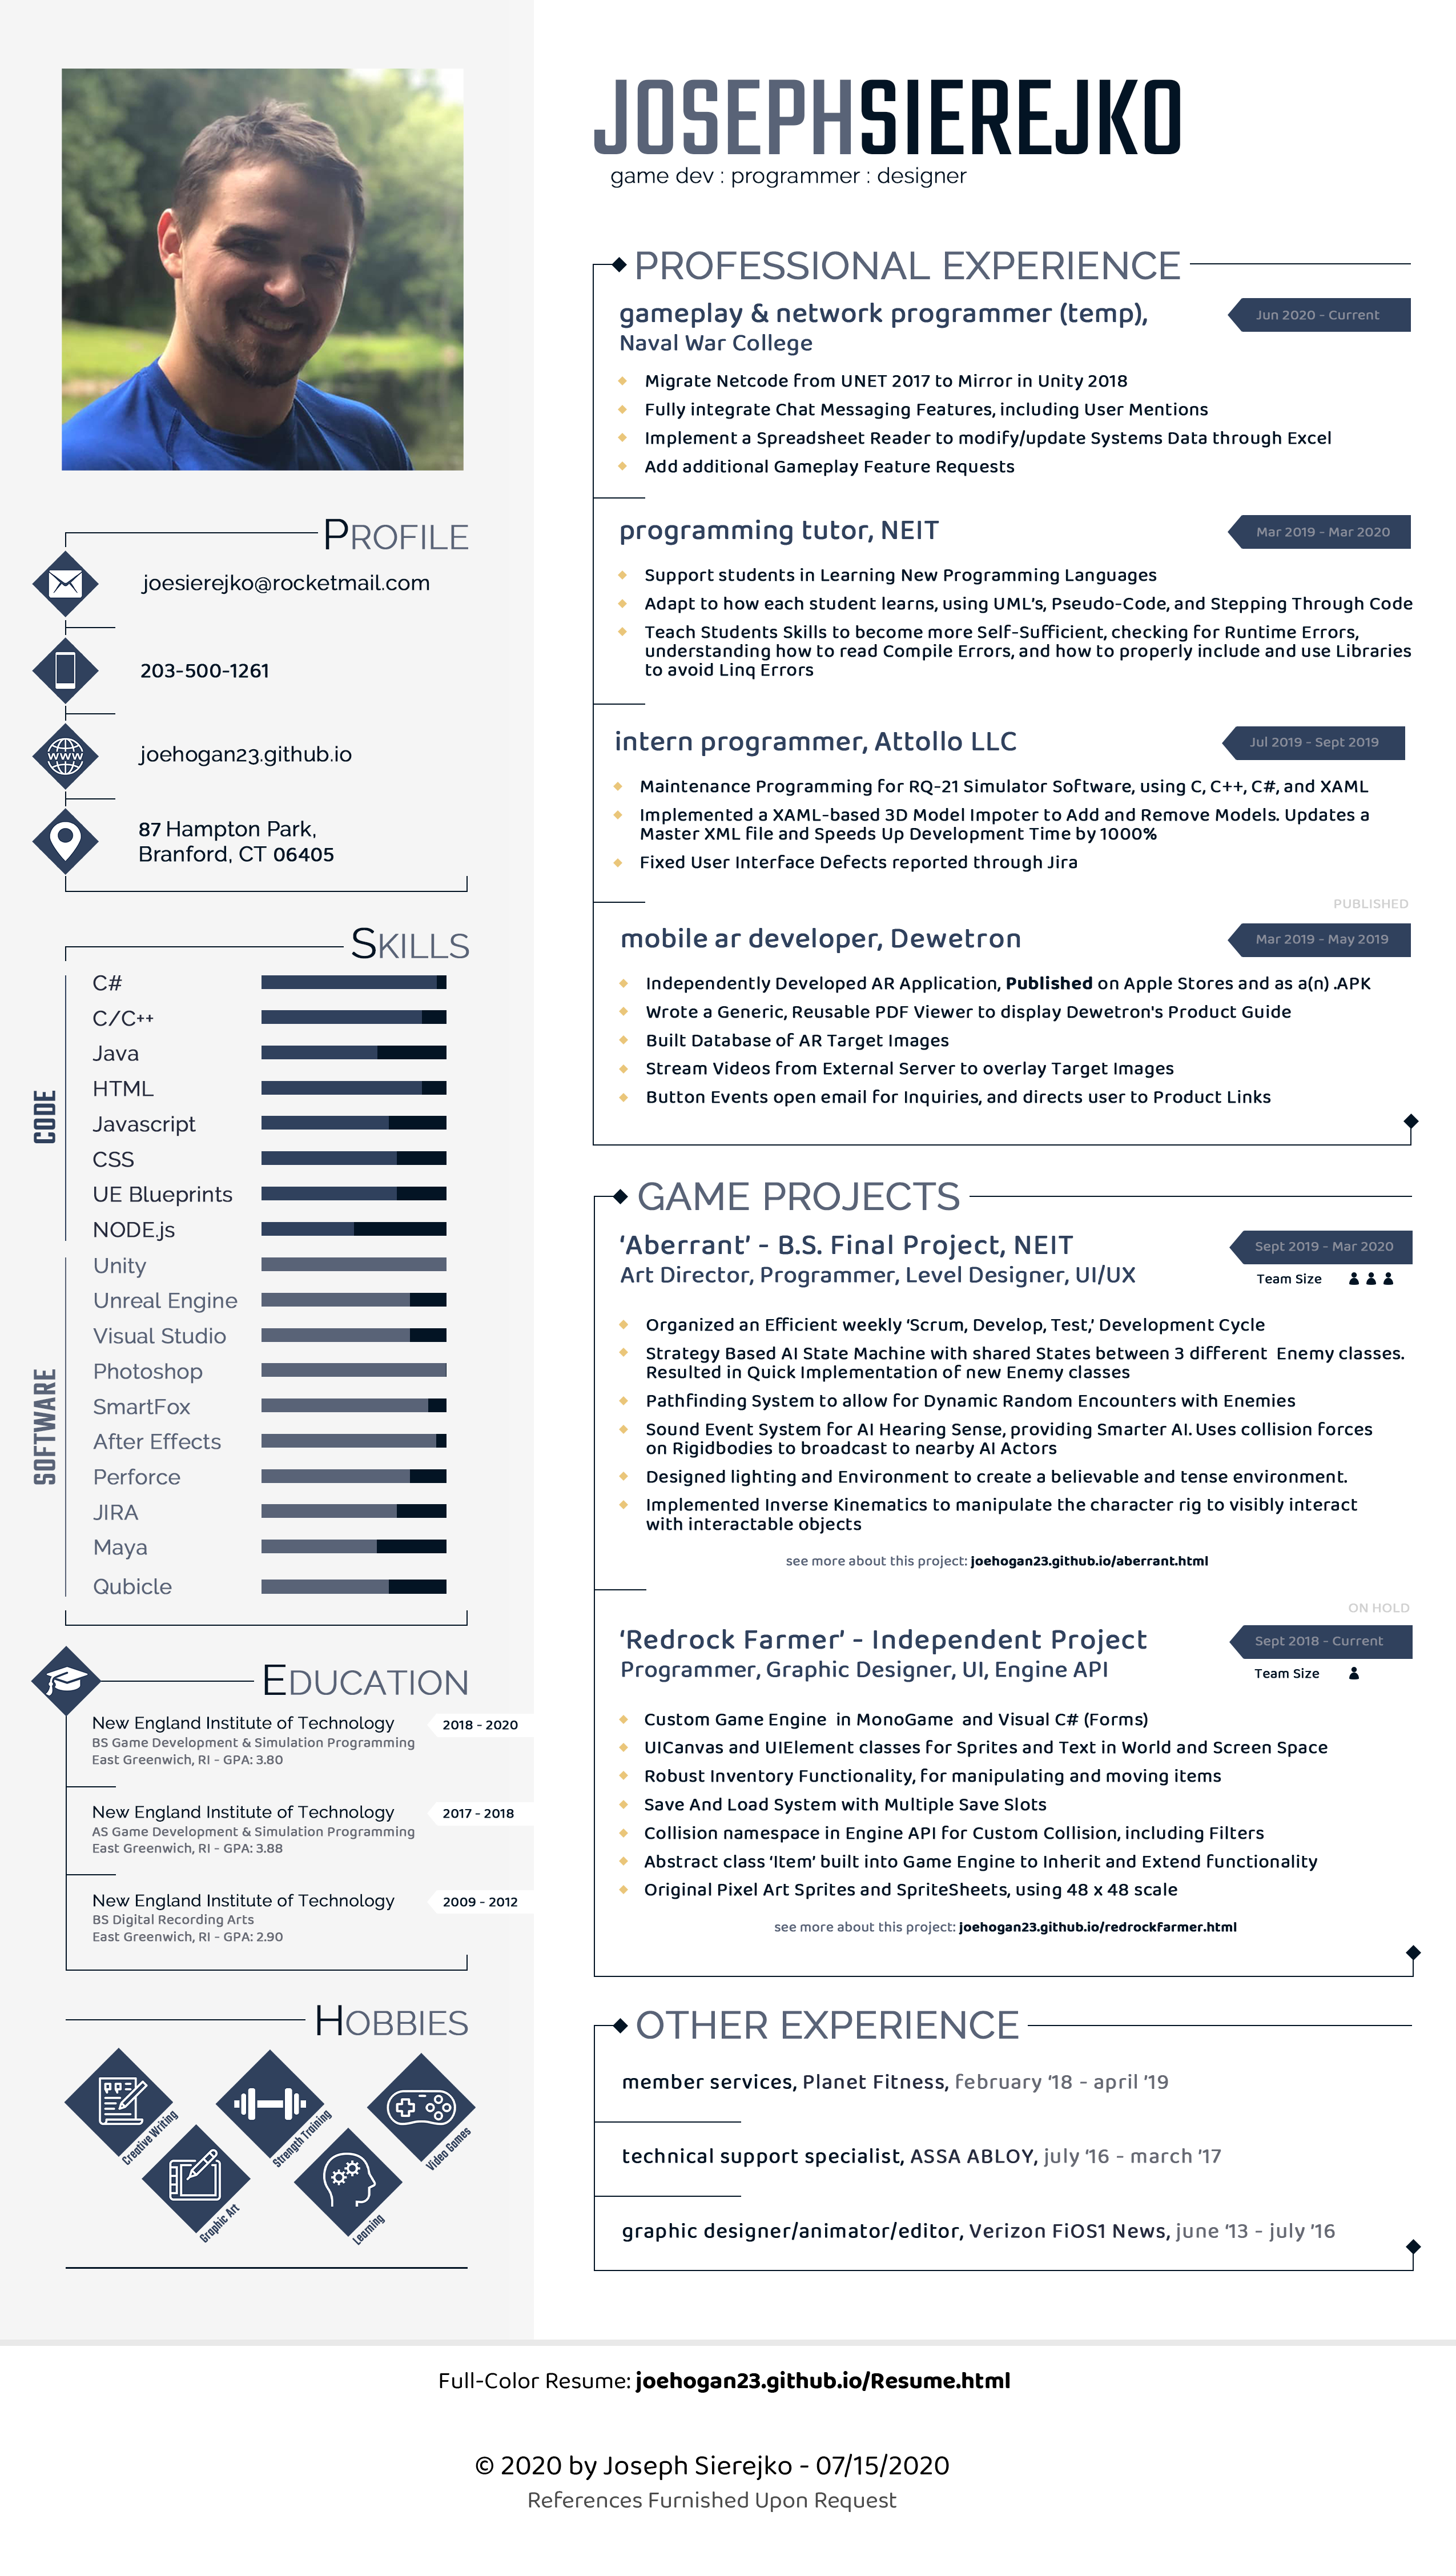 JOSEPHSIEREJKO
game dev : programmer : designer
PROFILE
joesierejko@rocketmail.com
203-500-1261
www
joehogan23.github.io
87 Hampton Park,
Branford, CT 06405
SKILLS
CODE
C#
C/C++
Java
HTML
Javascript
CSS
UE Blueprints
NODE.js
SOFTWARE
Unity
Unreal Engine
Visual Studio
Photoshop
SmartFox
After Effects
Perforce
JIRA
Maya
Qubicle
EDUCATION
New England Institute of Technology 2018 - 2020
BS Game Development & Simulation Programming
East Greenwich, RI - GPA: 3.80
New England Institute of Technology 2017 - 2018
AS Game Development & Simulation Programming
East Greenwich, RI - GPA: 3.88
New England Institute of Technology 2009 - 2012
BS Digital Recording Arts
East Greenwich, RI - GPA: 2.90
HOBBIES
Creative Writing
Strength Training
Video Games
Graphic Art
Learning
PROFESSIONAL EXPERIENCE
gameplay & network programmer (temp), Jun 2020 - Current
Naval War College
Migrate Netcode from UNET 2017 to Mirror in Unity 2018
Fully integrate Chat Messaging Features, including User Mentions
Implement a Spreadsheet Reader to modify/update Systems Data through Excel
Add additional Gameplay Feature Requests
programming tutor, NEIT Mar 2019 - Mar 2020
Support students in Learning New Programming Languages
Adapt to how each student learns, using UML's, Pseudo-Code, and Stepping Through Code
Teach Students Skills to become more Self-Sufficient, checking for Runtime Errors,
understanding how to read Compile Errors, and how to properly include and use Libraries
to avoid Linq Errors
intern programmer, Attollo LLC Jul 2019 - Sept 2019
Maintenance Programming for RQ-21 Simulator Software, using C, C++, C#, and XAML
Implemented a XAML-based 3D Model Impoter to Add and Remove Models. Updates a
Master XML file and Speeds Up Development Time by 1000%
Fixed User Interface Defects reported through Jira
PUBLISHED
mobile ar developer, Dewetron Mar 2019 - May 2019
Independently Developed AR Application, Published on Apple Stores and as a(n) .APK
Wrote a Generic, Reusable PDF Viewer to display Dewetron's Product Guide
Built Database of AR Target Images
Stream Videos from External Server to overlay Target Images
Button Events open email for Inquiries, and directs user to Product Links
GAME PROJECTS
‘Aberrant’ - B.S. Final Project, NEIT Sept 2019 - Mar 2020
Art Director, Programmer, Level Designer, UI/UX Team Size
Organized an Efficient weekly ‘Scrum, Develop, Test,’ Development Cycle
Strategy Based AI State Machine with shared States between 3 different Enemy classes.
Resulted in Quick Implementation of new Enemy classes
Pathfinding System to allow for Dynamic Random Encounters with Enemies
Sound Event System for AI Hearing Sense, providing Smarter AI. Uses collision forces
on Rigidbodies to broadcast to nearby AI Actors
Designed lighting and Environment to create a believable and tense environment.
Implemented Inverse Kinematics to manipulate the character rig to visibly interact
with interactable objects
see more about this project: joehogan23.github.io/aberrant.html
ON HOLD
‘Redrock Farmer’ - Independent Project Sept 2018 - Current
Programmer, Graphic Designer, UI, Engine API Team Size
Custom Game Engine in MonoGame and Visual C# (Forms)
UICanvas and UIElement classes for Sprites and Text in World and Screen Space
Robust Inventory Functionality, for manipulating and moving items
Save And Load System with Multiple Save Slots
Collision namespace in Engine API for Custom Collision, including Filters
Abstract class ‘Item’ built into Game Engine to Inherit and Extend functionality
Original Pixel Art Sprites and SpriteSheets, using 48 x 48 scale
see more about this project: joehogan23.github.io/redrockfarmer.html
OTHER EXPERIENCE
member services, Planet Fitness, february ‘18 - april ‘19
technical support specialist, ASSA ABLOY, july ‘16 - march ‘17
graphic designer/animator/editor, Verizon FiOS1 News, june ‘13 - july ‘16
Full-Color Resume: joehogan23.github.io/Resume.html
© 2020 by Joseph Sierejko - 07/15/2020
References Furnished Upon Request